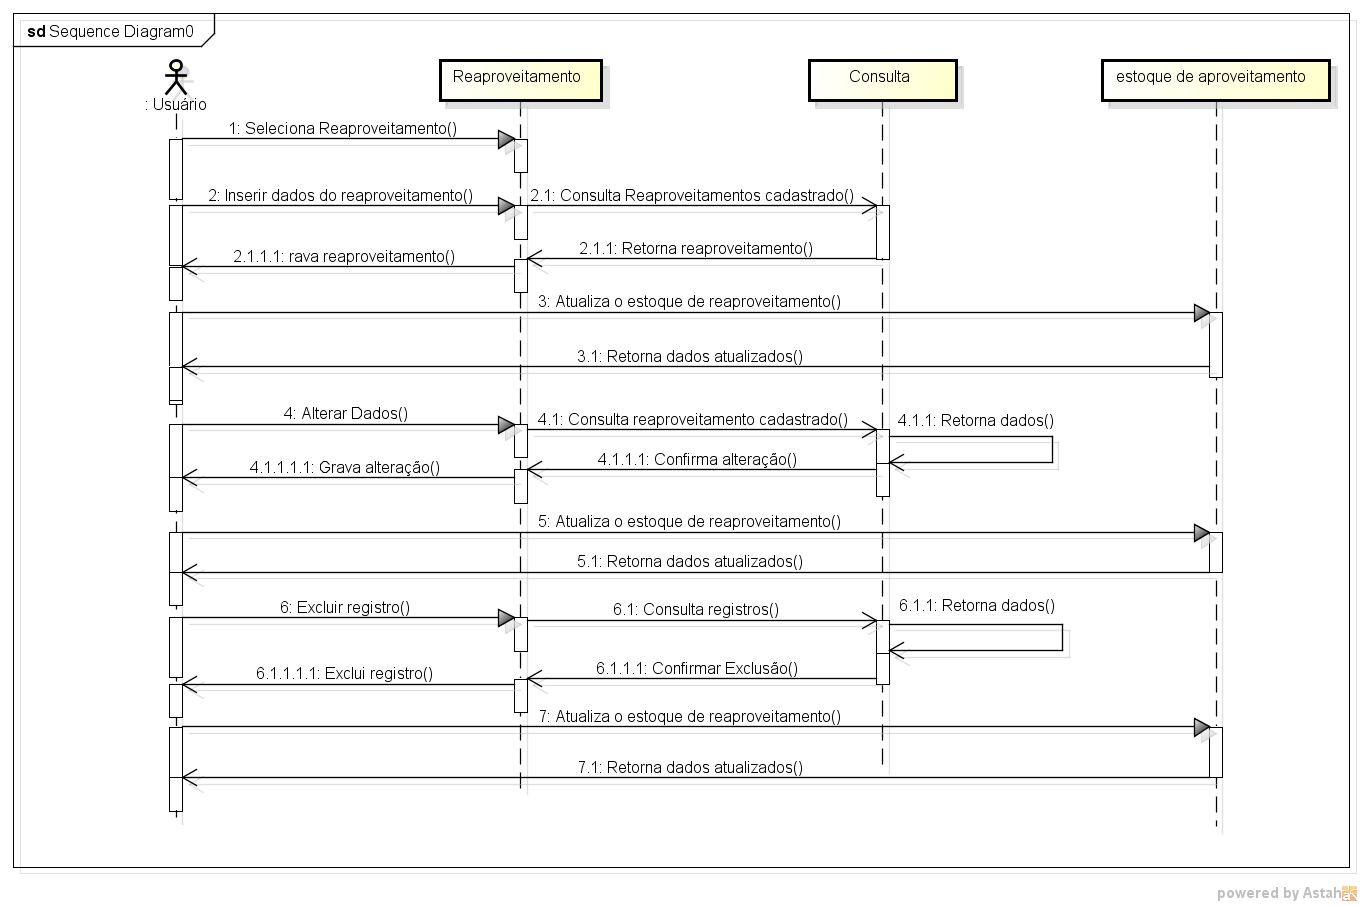 sd Sequence Diagram0
: Usuário
Reaproveitamento
Consulta
estoque de aproveitamento
1: Seleciona Reaproveitamento()
2: Inserir dados do reaproveitamento()
2.1: Consulta Reaproveitamentos cadastrado()
2.1.1: Retorna reaproveitamento()
2.1.1.1: rava reaproveitamento()
3: Atualiza o estoque de reaproveitamento()
3.1: Retorna dados atualizados()
4: Alterar Dados()
4.1: Consulta reaproveitamento cadastrado()
4.1.1: Retorna dados()
4.1.1.1: Confirma alteração()
4.1.1.1.1: Grava alteração()
5: Atualiza o estoque de reaproveitamento()
5.1: Retorna dados atualizados()
6: Excluir registro()
6.1: Consulta registros()
6.1.1: Retorna dados()
6.1.1.1: Confirmar Exclusão()
6.1.1.1.1: Exclui registro()
7: Atualiza o estoque de reaproveitamento()
7.1: Retorna dados atualizados()
powered by Astah